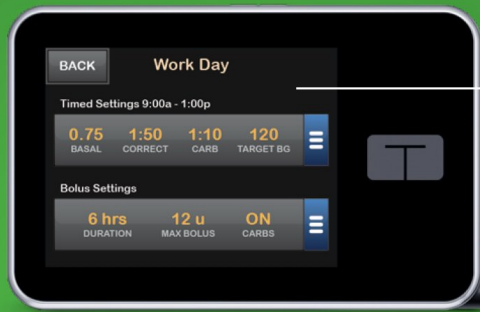 BACK
Work Day
Timed Settings 9:00a - 1:00p
0.75 1:50 1:10 120
BASAL CORRECT CARB TARGET BG
Bolus Settings
6 hrs 12 u ON
DURATION MAX BOLUS CARBS